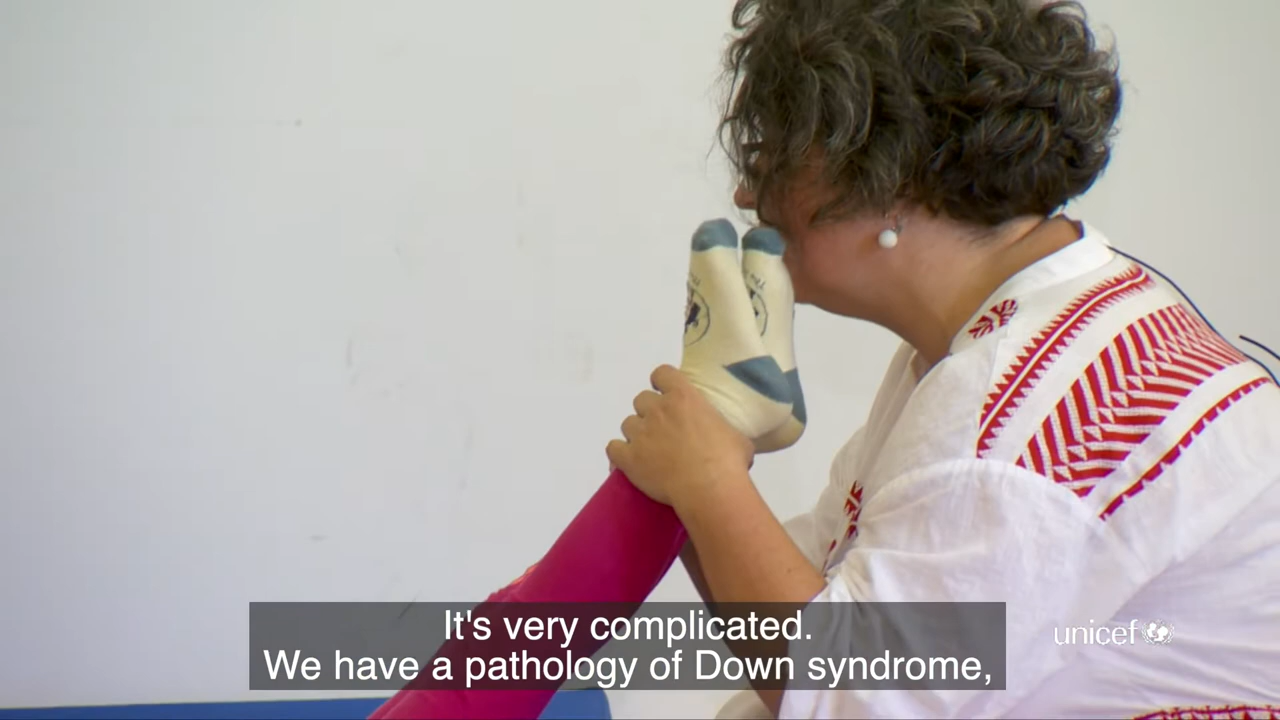 It's very complicated.
We have a pathology of Down syndrome,
unicef